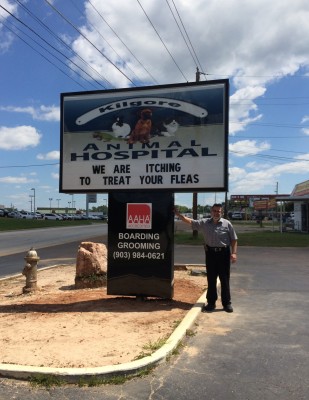 Kilgore
ANIMAL
HOSPITAL
WE ARE ITCHING
TO TREAT YOUR FLEAS
AAHA
BOARDING
GROOMING
(903) 984-0621